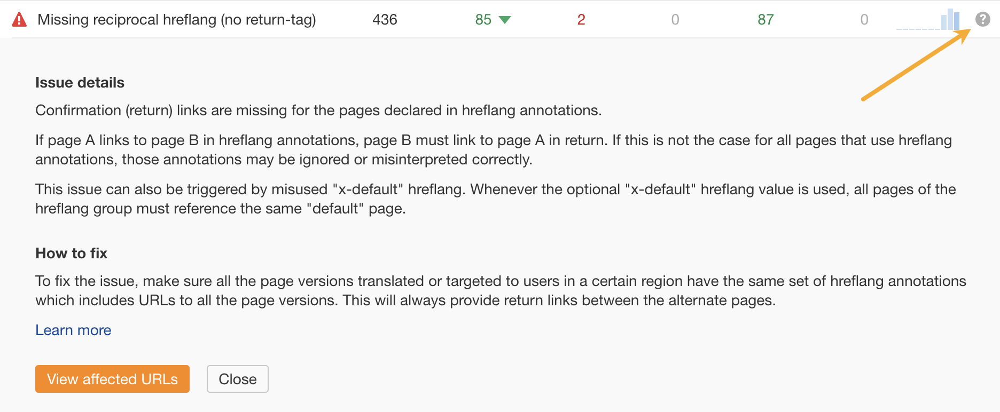 Missing reciprocal hreflang (no return-tag) 436 85 2 0 87 0 ?
Issue details
Confirmation (return) links are missing for the pages declared in hreflang annotations.
If page A links to page B in hreflang annotations, page B must link to page A in return. If this is not the case for all pages that use hreflang
annotations, those annotations may be ignored or misinterpreted correctly.
This issue can also be triggered by misused "x-default" hreflang. Whenever the optional "x-default" hreflang value is used, all pages of the
hreflang group must reference the same "default" page.
How to fix
To fix the issue, make sure all the page versions translated or targeted to users in a certain region have the same set of hreflang annotations
which includes URLs to all the page versions. This will always provide return links between the alternate pages.
Learn more
View affected URLs Close